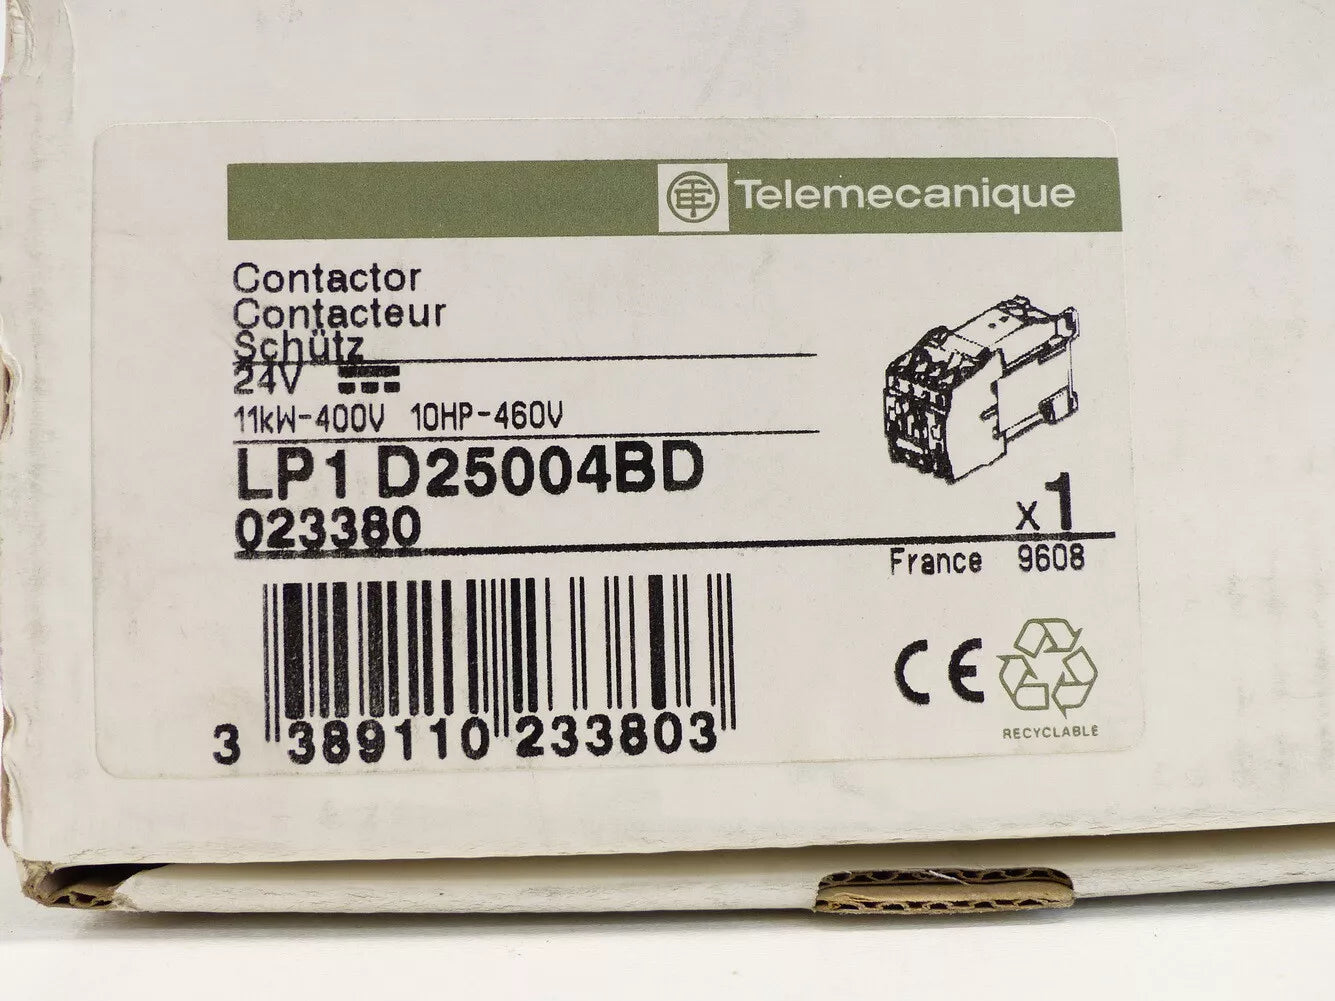 Telemecanique
Contactor
Contacteur
Schütz
24V
11kW-400V 10HP-460V
LP1 D25004BD
023380
x1
France 9608
3 389110 233803
CE
RECYCLABLE